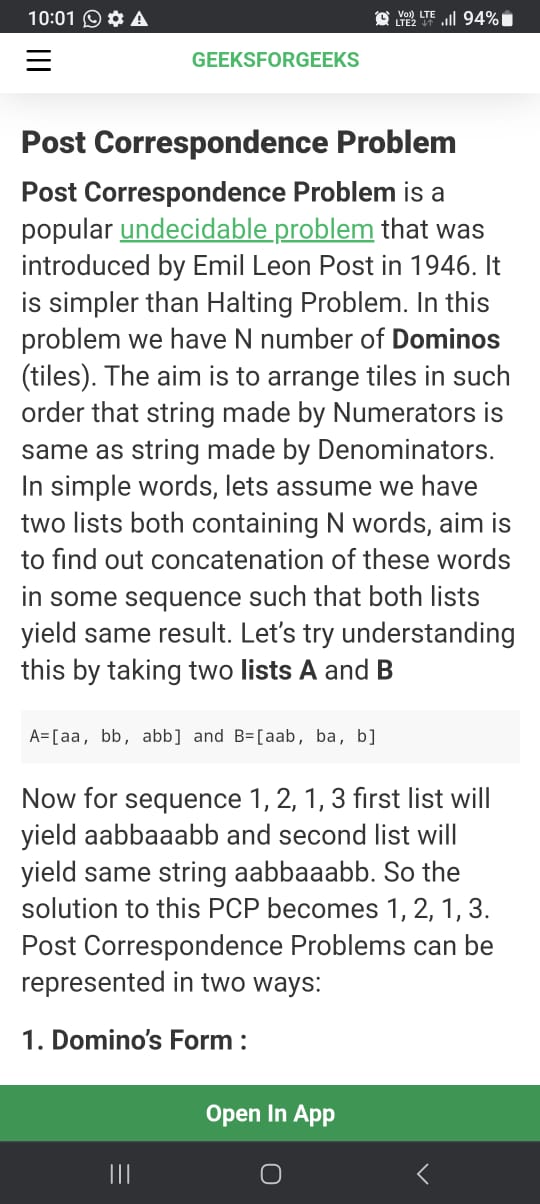 10:01
Vo)) LTE
LTE2
94%
GEEKSFORGEEKS
Post Correspondence Problem
Post Correspondence Problem is a
popular undecidable problem that was
introduced by Emil Leon Post in 1946. It
is simpler than Halting Problem. In this
problem we have N number of Dominos
(tiles). The aim is to arrange tiles in such
order that string made by Numerators is
same as string made by Denominators.
In simple words, lets assume we have
two lists both containing N words, aim is
to find out concatenation of these words
in some sequence such that both lists
yield same result. Let’s try understanding
this by taking two lists A and B
A=[aa, bb, abb] and B=[aab, ba, b]
Now for sequence 1, 2, 1, 3 first list will
yield aabbaaabb and second list will
yield same string aabbaaabb. So the
solution to this PCP becomes 1, 2, 1, 3.
Post Correspondence Problems can be
represented in two ways:
1. Domino’s Form :
Open In App